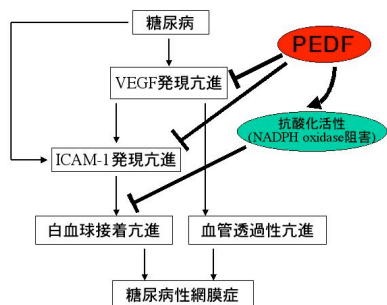 糖尿病
PEDF
VEGF発現亢進
抗酸化活性
(NADPH oxidase阻害)
ICAM-1発現亢進
白血球接着亢進
血管透過性亢進
糖尿病性網膜症